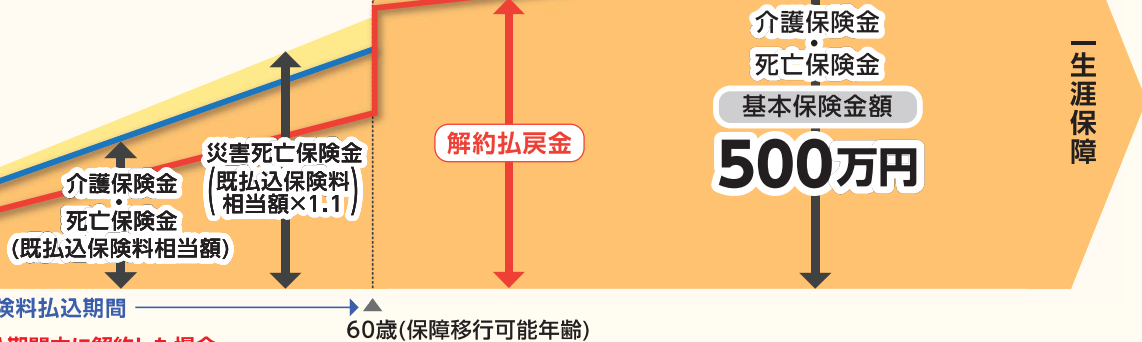 介護保険金
・
死亡保険金
基本保険金額
500万円
一生涯保障
解約払戻金
災害死亡保険金
(既払込保険料
相当額×1.1)
介護保険金
・
死亡保険金
(既払込保険料相当額)
険料払込期間
60歳(保障移行可能年齢)